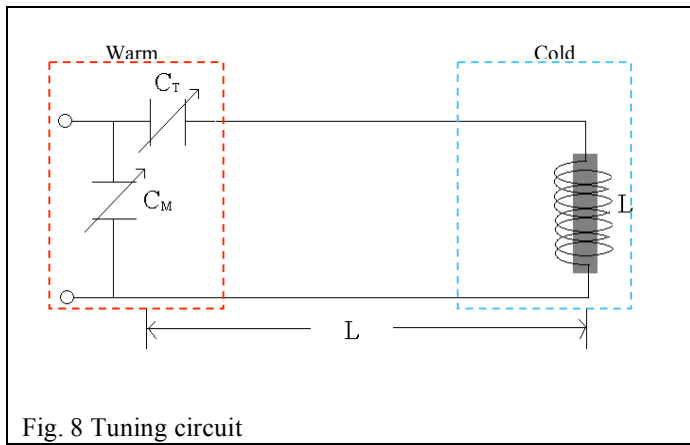 Warm
Cold
C_T
C_M
L
L
Fig. 8 Tuning circuit